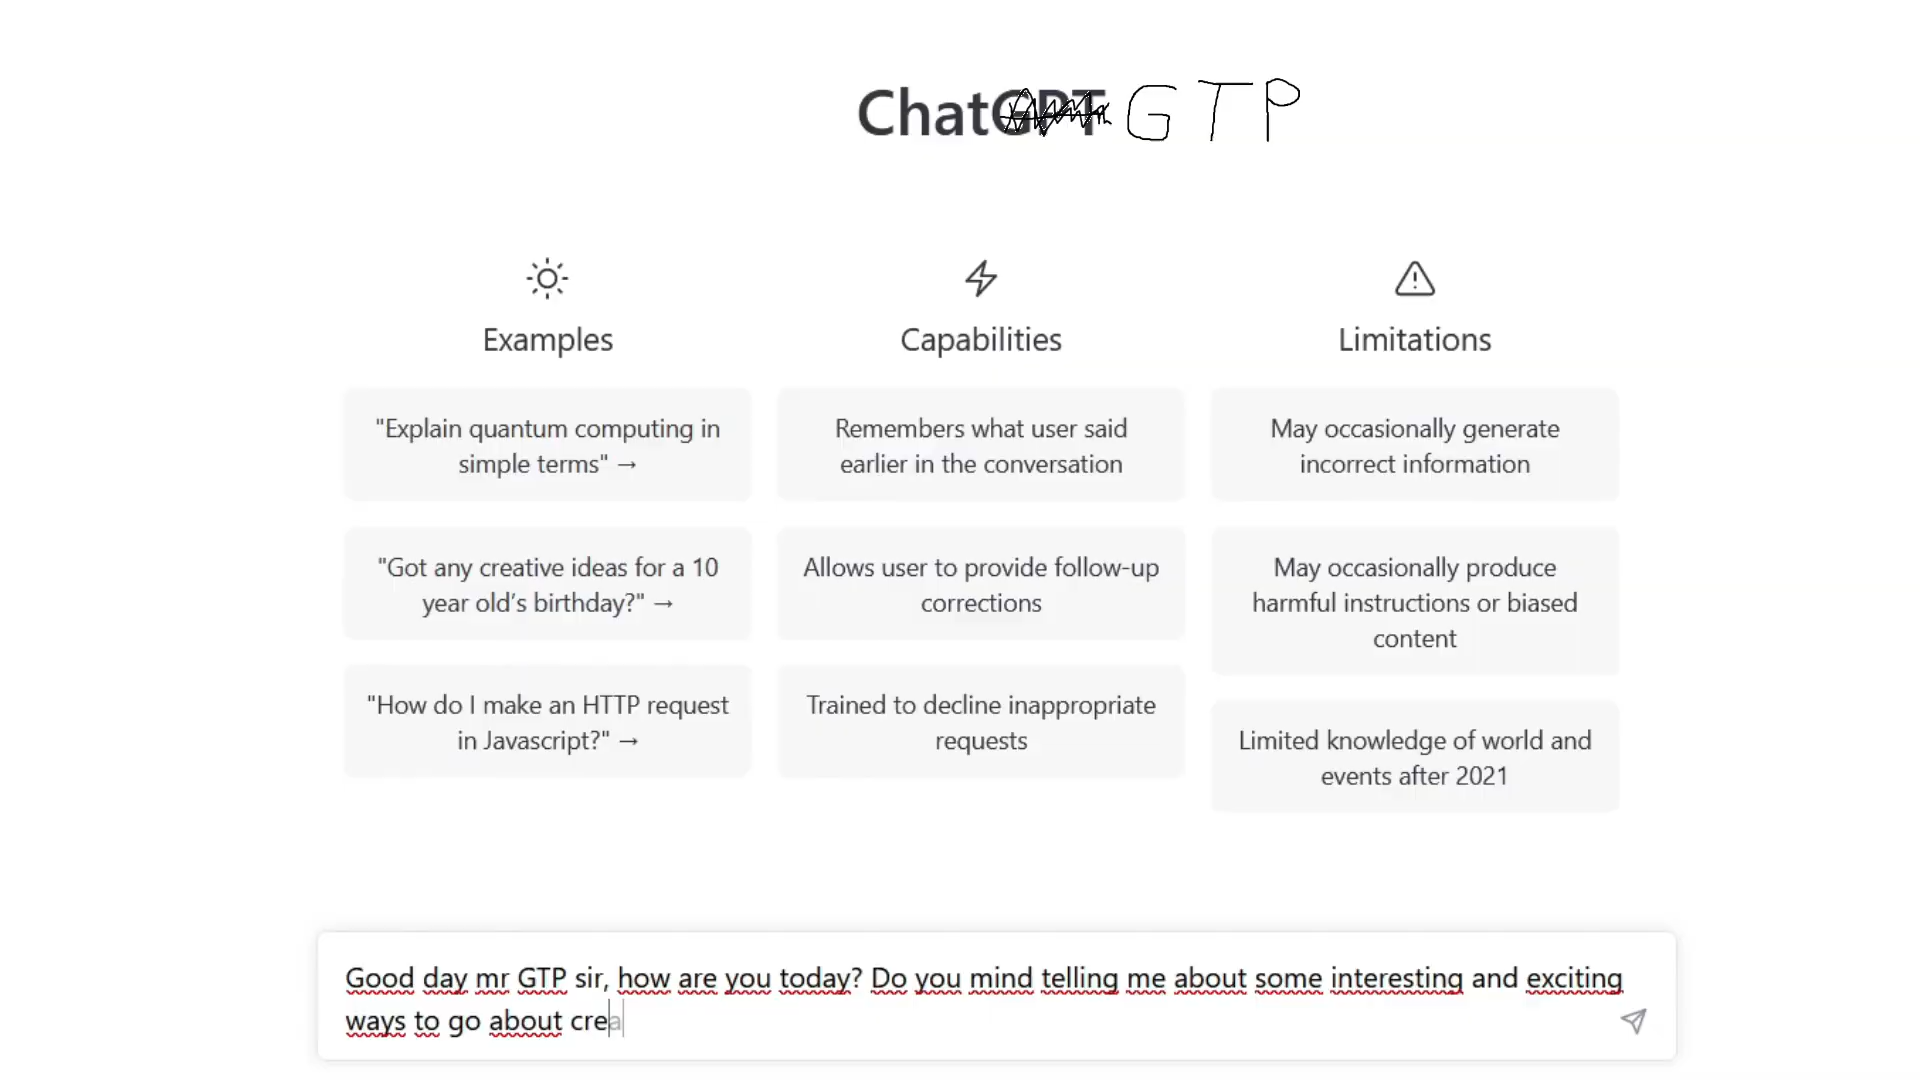 ChatGPT GTP
Examples
"Explain quantum computing in
simple terms" →
"Got any creative ideas for a 10
year old's birthday?" →
"How do I make an HTTP request
in Javascript?" →
Capabilities
Remembers what user said
earlier in the conversation
Allows user to provide follow-up
corrections
Trained to decline inappropriate
requests
Limitations
May occasionally generate
incorrect information
May occasionally produce
harmful instructions or biased
content
Limited knowledge of world and
events after 2021
Good day mr GTP sir, how are you today? Do you mind telling me about some interesting and exciting
ways to go about crea